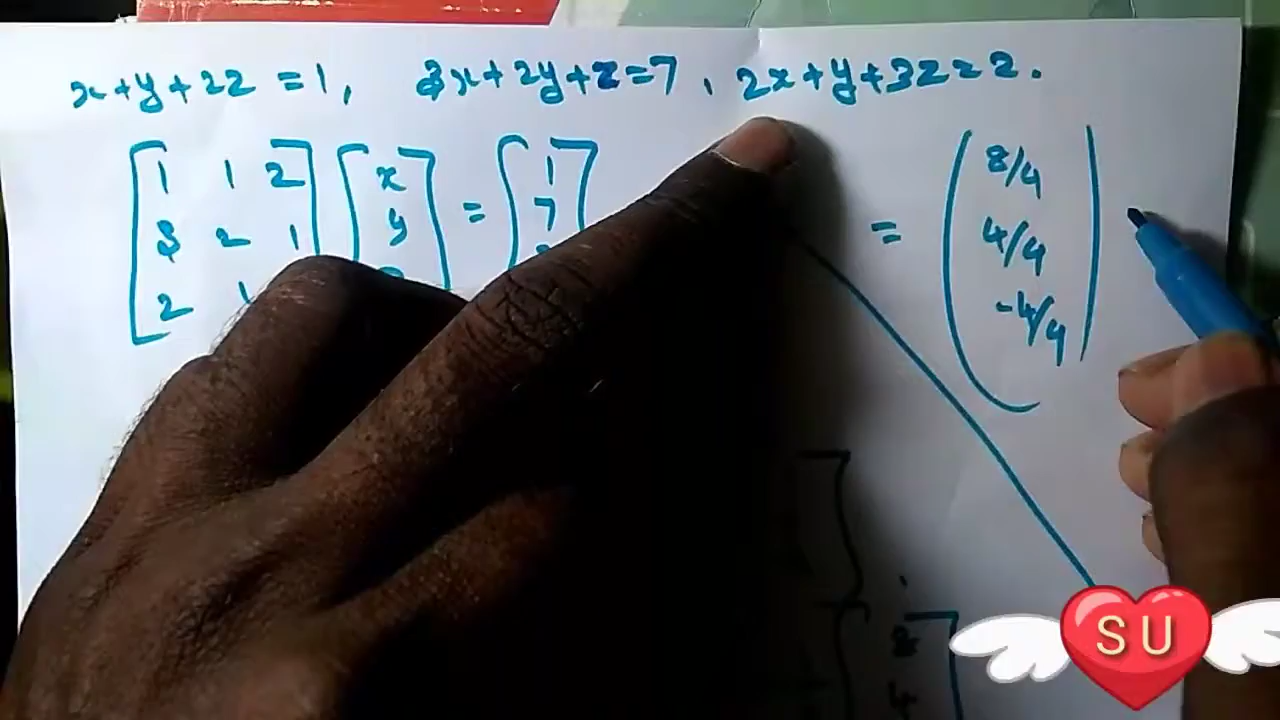 x+y+2z=1, 3x+2y+z=7, 2x+y+3z=2.
1 1 2 x = 1 = 8/4
3 2 1 y 7 4/4
2 1 -4/4
S U